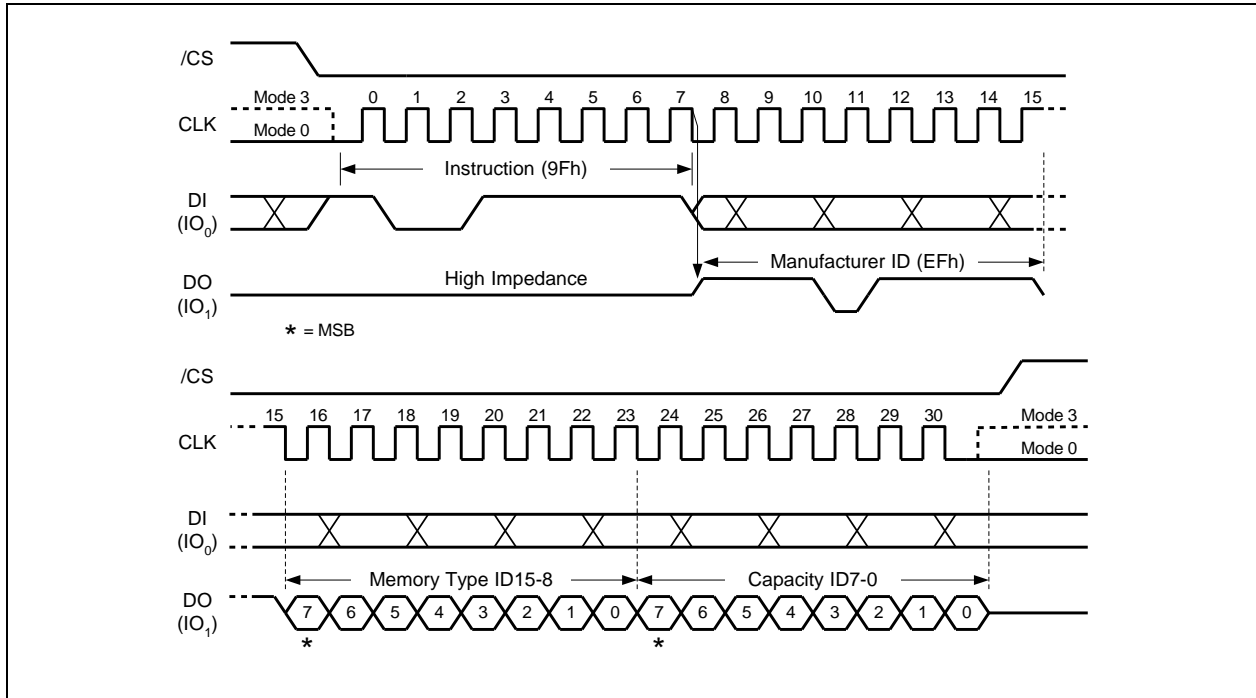 /CS
Mode 3 0 1 2 3 4 5 6 7 8 9 10 11 12 13 14 15
CLK
Mode 0
Instruction (9Fh)
DI
(IO0)
Manufacturer ID (EFh)
DO
(IO1)
High Impedance
* = MSB
/CS
15 16 17 18 19 20 21 22 23 24 25 26 27 28 29 30 Mode 3
CLK
Mode 0
DI
(IO0)
Memory Type ID15-8 Capacity ID7-0
DO
(IO1)
7 6 5 4 3 2 1 0 7 6 5 4 3 2 1 0
* *